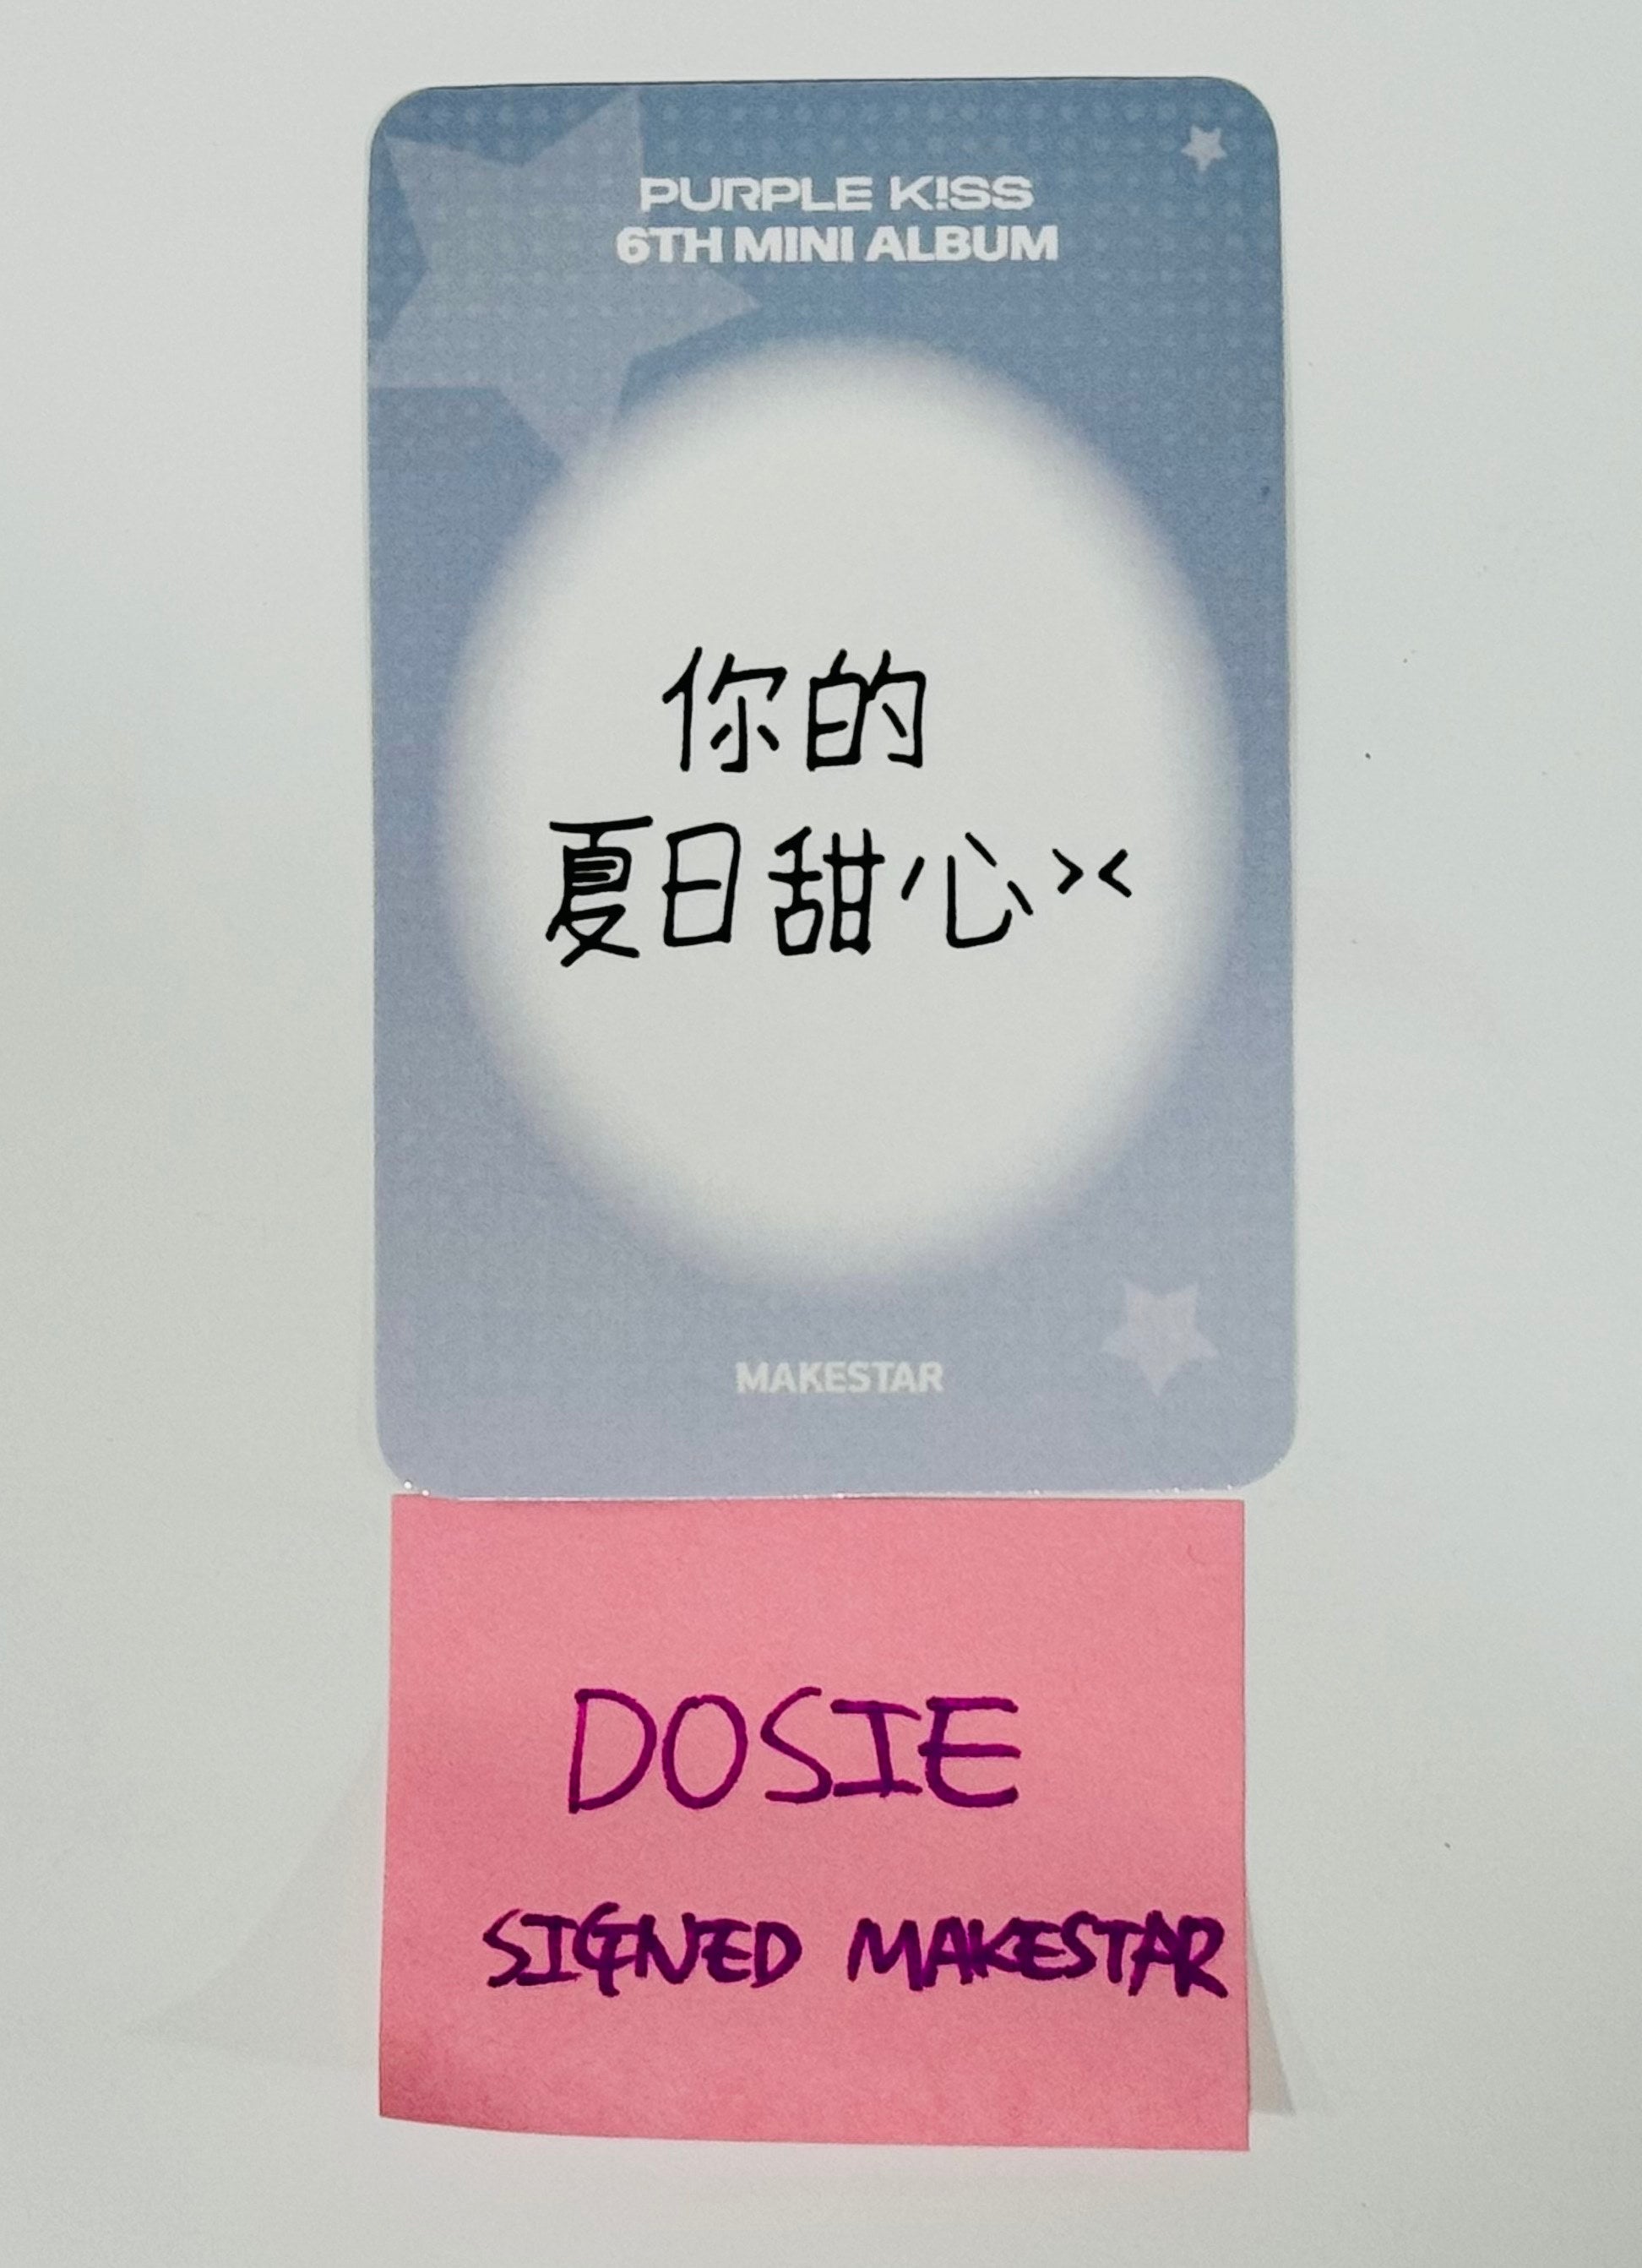 PURPLE K!SS
6TH MINI ALBUM
你的
夏日甜心><
MAKESTAR
DOSIE
SIGNED MAKESTAR